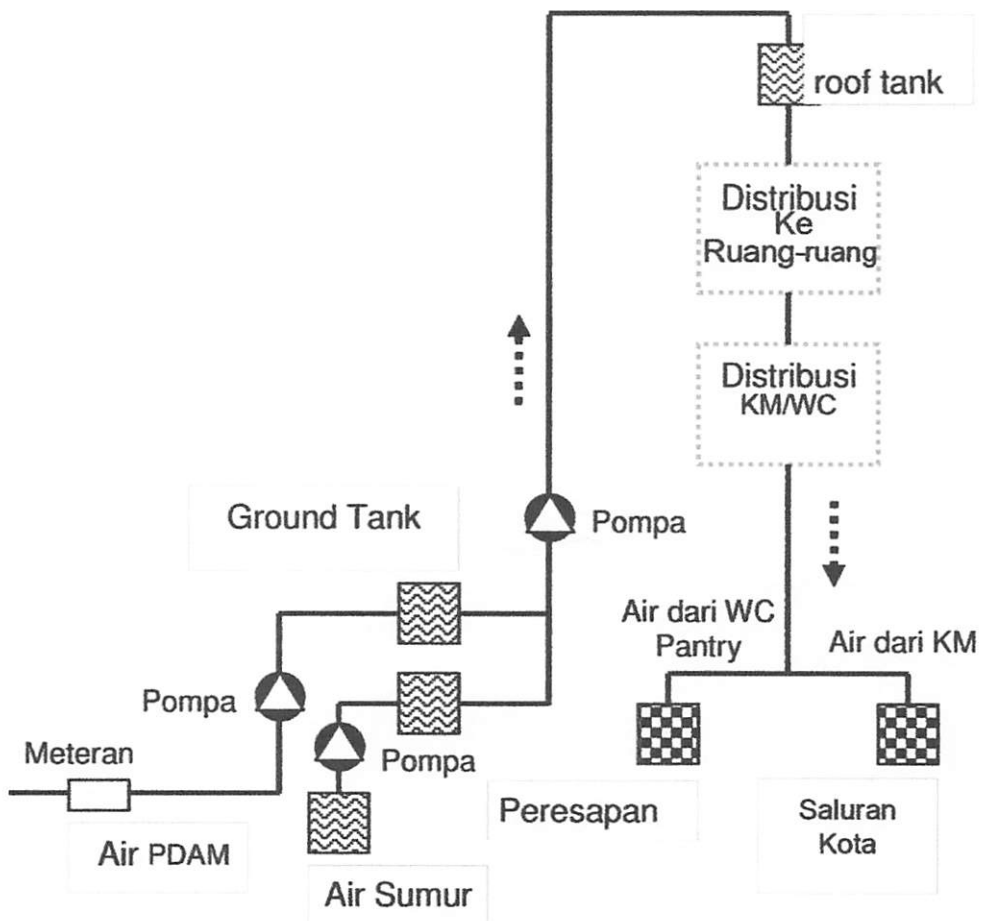 roof tank
Distribusi
Ke
Ruang-ruang
Distribusi
KM/WC
Ground Tank
Pompa
Air dari WC
Pantry
Air dari KM
Pompa
Pompa
Meteran
Peresapan
Saluran
Kota
Air PDAM
Air Sumur